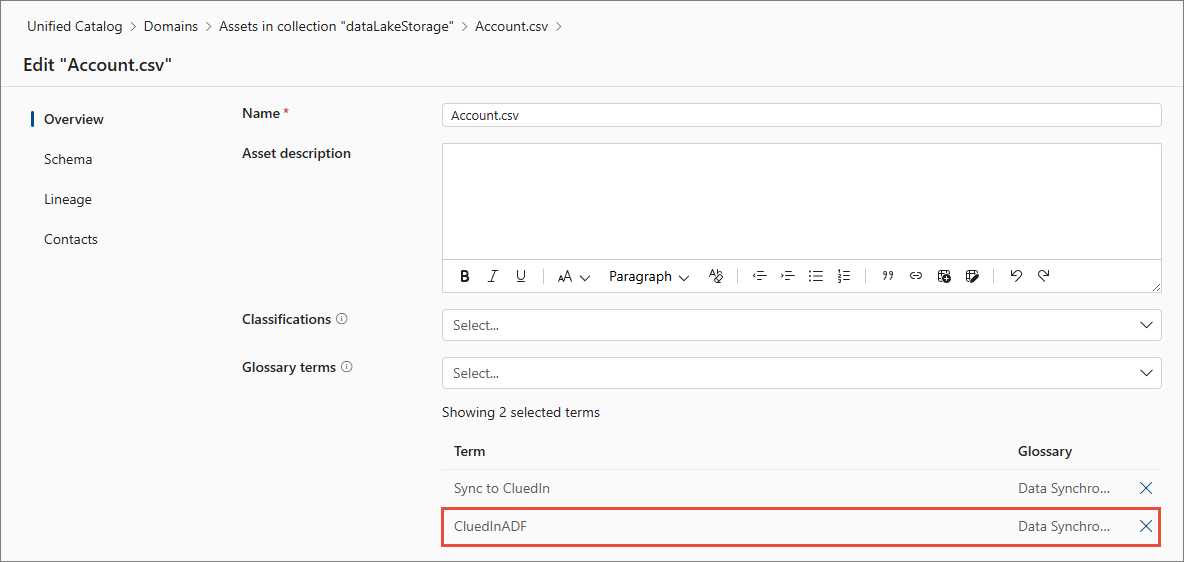 Unified Catalog > Domains > Assets in collection "dataLakeStorage" > Account.csv >
Edit "Account.csv"
Overview
Schema
Lineage
Contacts
Name *
Account.csv
Asset description
B I U AA Paragraph Ab
Classifications
Select...
Glossary terms
Select...
Showing 2 selected terms
Term Glossary
Sync to CluedIn Data Synchro...
CluedInADF Data Synchro...